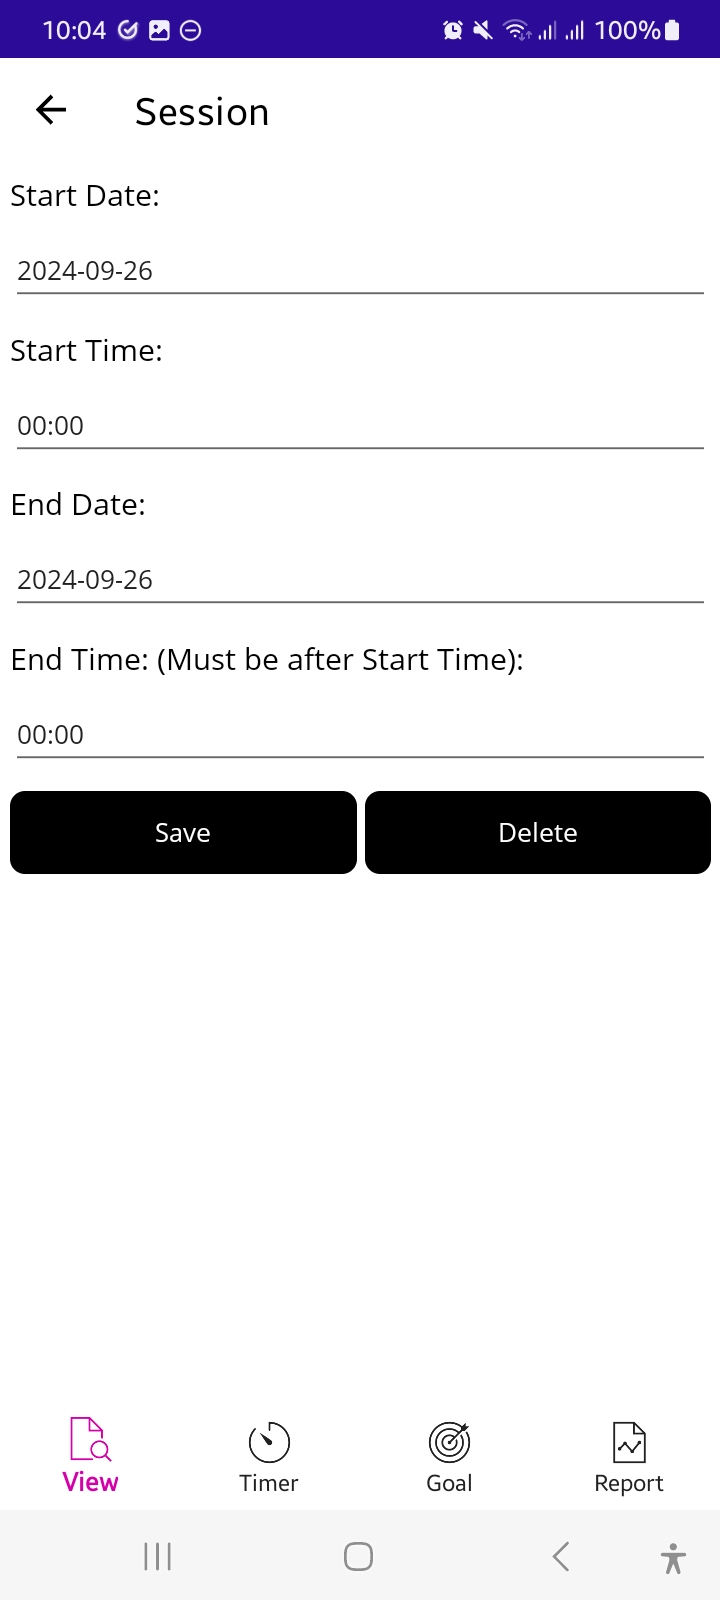 10:04 100%
Session
Start Date:
2024-09-26
Start Time:
00:00
End Date:
2024-09-26
End Time: (Must be after Start Time):
00:00
Save Delete
View Timer Goal Report